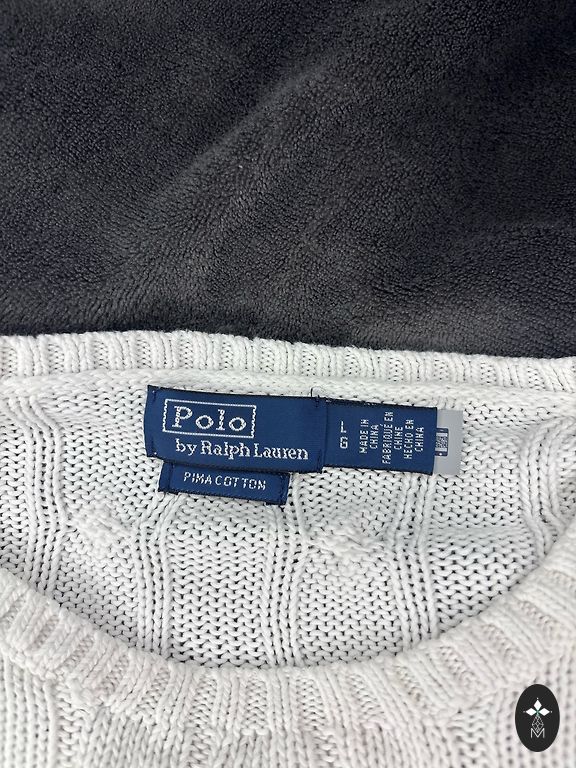 Polo
by Ralph Lauren
PIMA COTTON
L
G
MADE IN
CHINA
FABRIQUÉ EN
CHINE
HECHO EN
CHINA
M